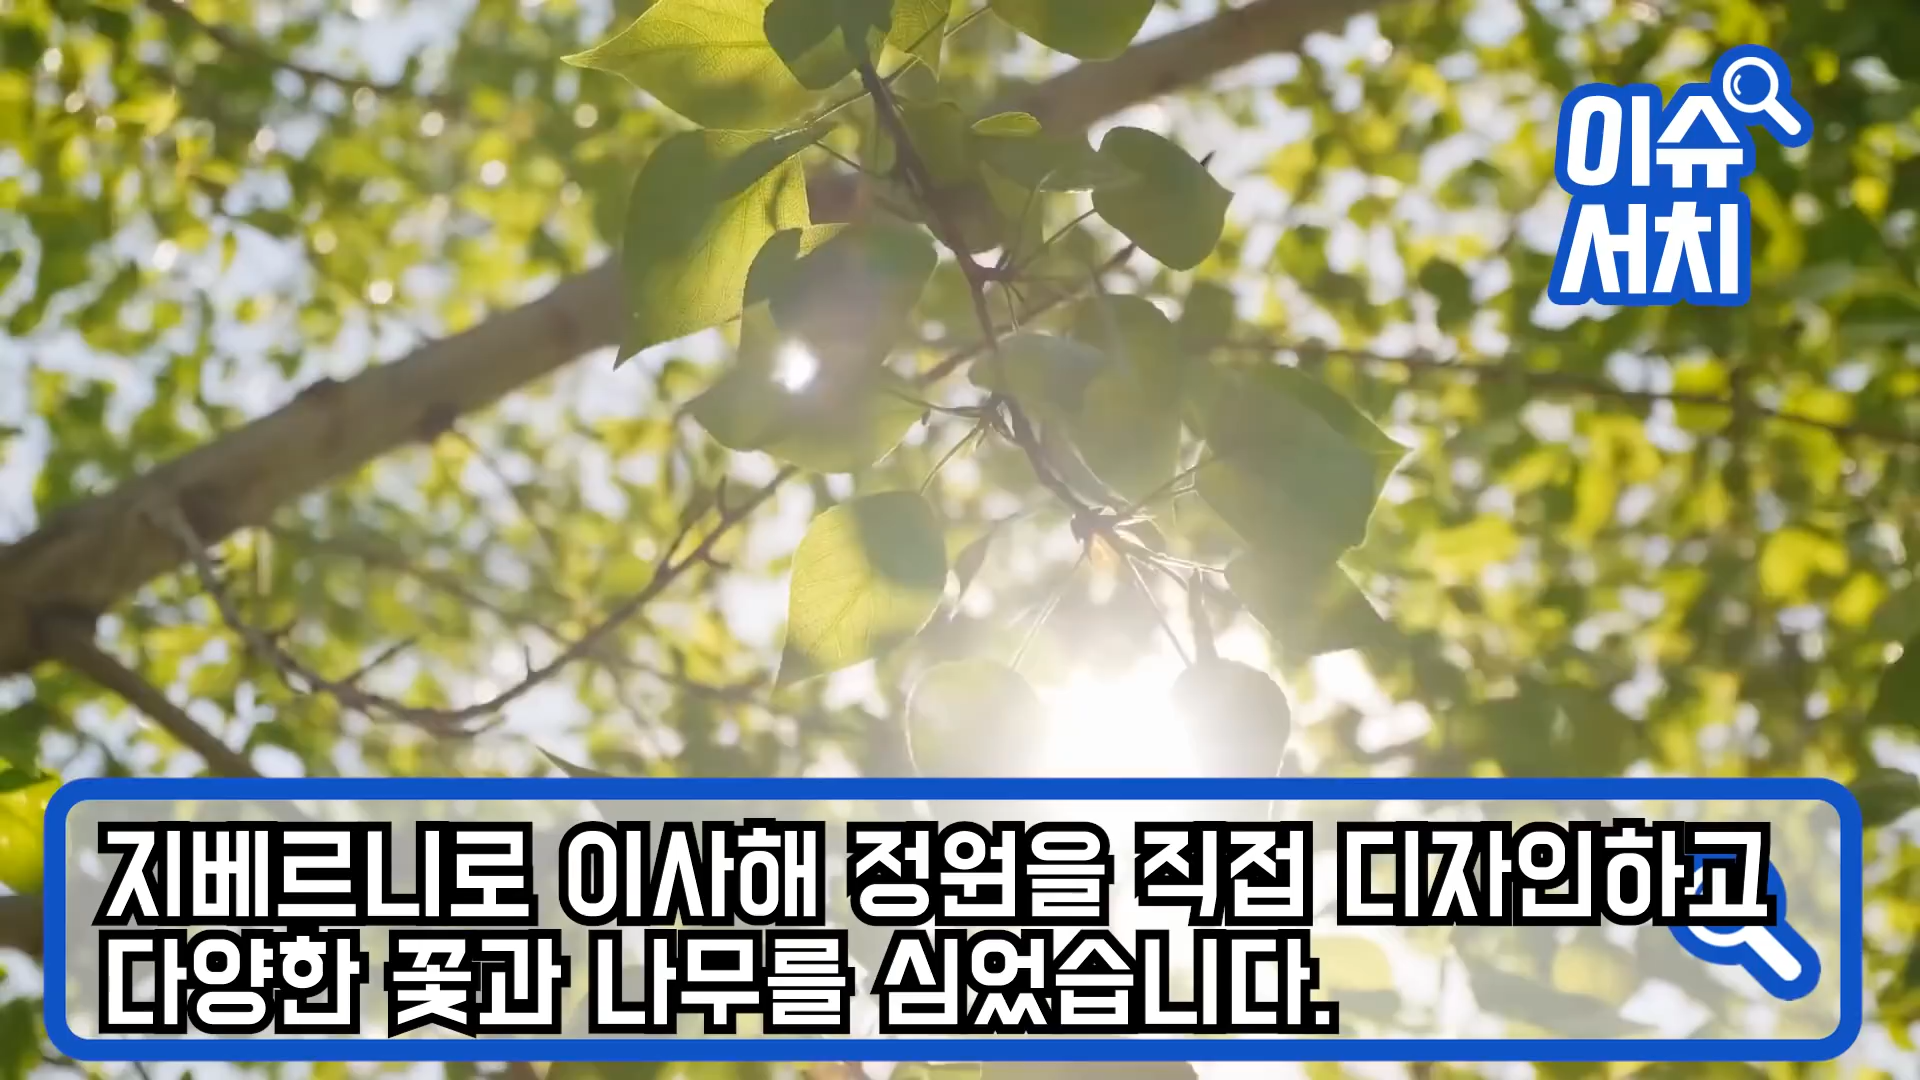 이슈
서치
지베르니로 이사해 정원을 직접 디자인하고
다양한 꽃과 나무를 심었습니다.